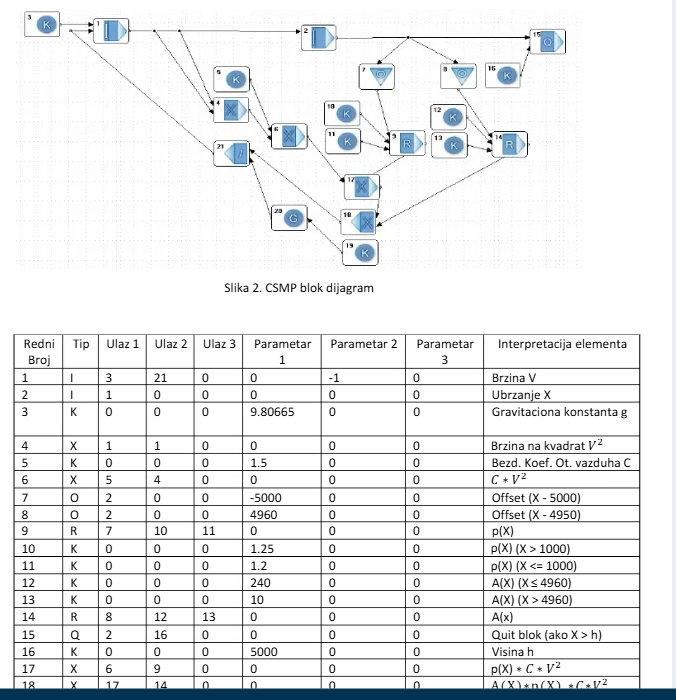 3 K
1
2
15 Q
5 K
4 X
6 X
21
7 O
8 O
16 K
10 K
11 K
9 R
12 K
13 K
14 R
17 X
20 G
18 X
19 K
Slika 2. CSMP blok dijagram
Redni Broj Tip Ulaz 1 Ulaz 2 Ulaz 3 Parametar 1 Parametar 2 Parametar 3 Interpretacija elementa
1 I 3 21 0 0 -1 0 Brzina V
2 I 1 0 0 0 0 0 Ubrzanje X
3 K 0 0 0 9.80665 0 0 Gravitaciona konstanta g
4 X 1 1 0 0 0 0 Brzina na kvadrat V²
5 K 0 0 0 1.5 0 0 Bezd. Koef. Ot. vazduha C
6 X 5 4 0 0 0 0 C * V²
7 O 2 0 0 -5000 0 0 Offset (X - 5000)
8 O 2 0 0 4960 0 0 Offset (X - 4950)
9 R 7 10 11 0 0 0 p(X)
10 K 0 0 0 1.25 0 0 ρ(X) (X > 1000)
11 K 0 0 0 1.2 0 0 ρ(X) (X <= 1000)
12 K 0 0 0 240 0 0 A(X) (X ≤ 4960)
13 K 0 0 0 10 0 0 A(X) (X > 4960)
14 R 8 12 13 0 0 0 A(x)
15 Q 2 16 0 0 0 0 Quit blok (ako X > h)
16 K 0 0 0 5000 0 0 Visina h
17 X 6 9 0 0 0 0 p(X) * C * V²
18 X 17 14 0 0 0 0 A(X)*p(X) *C*V²